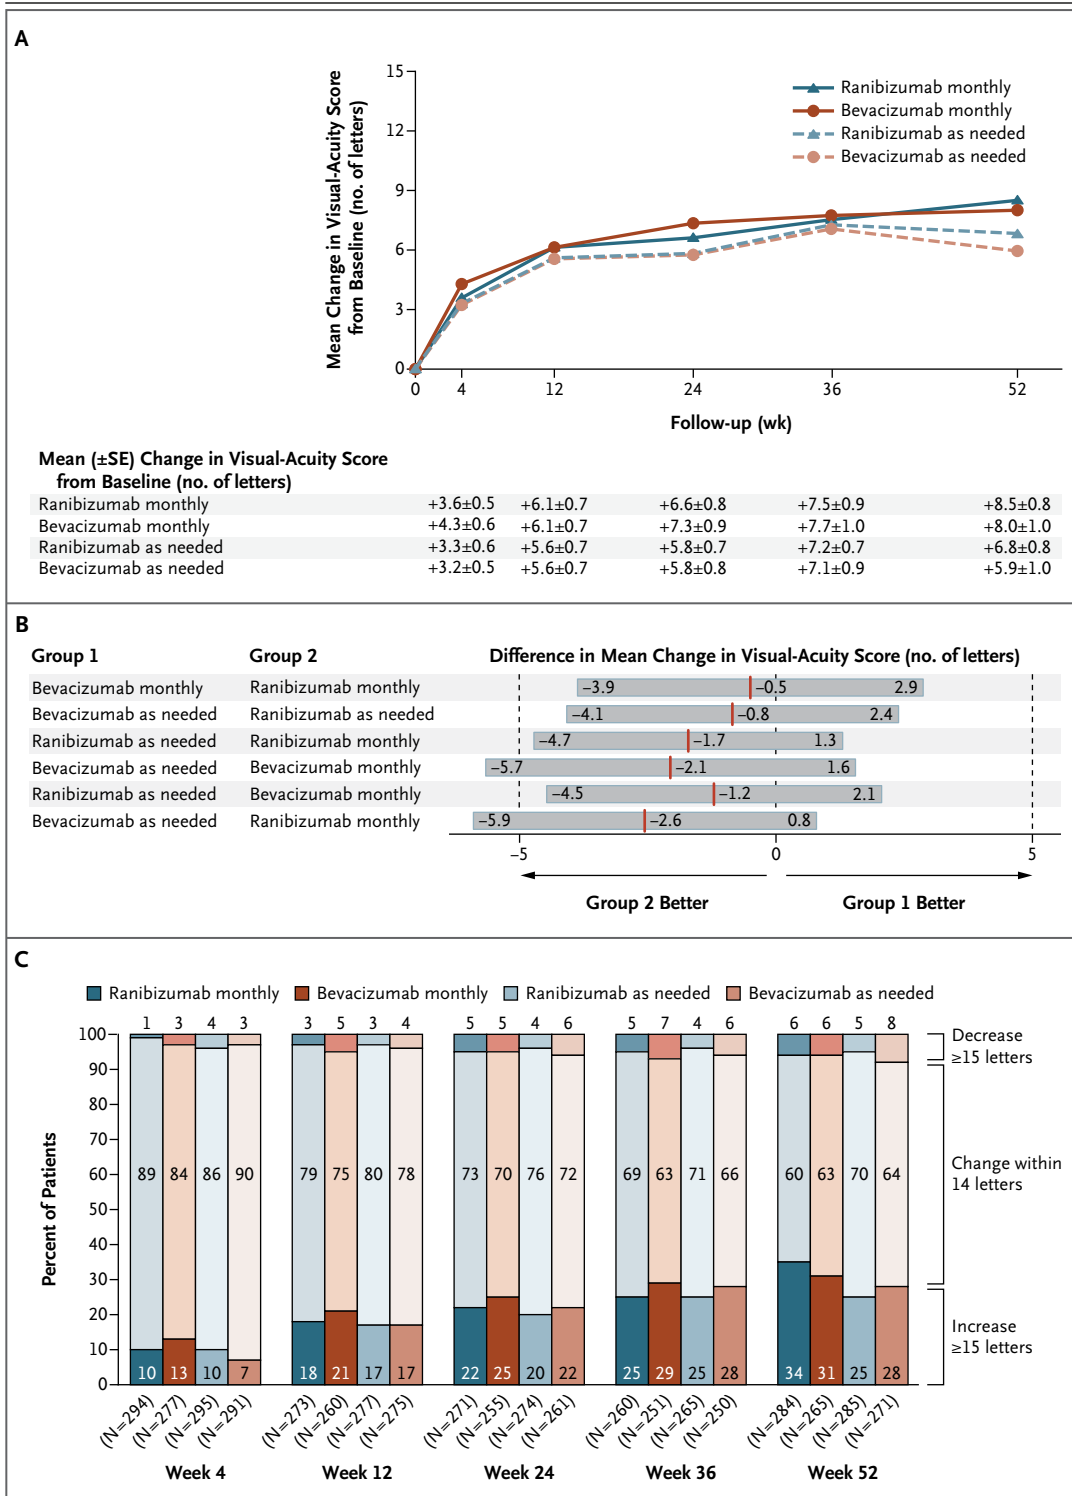 A
Mean Change in Visual-Acuity Score
from Baseline (no. of letters)
15
12
9
6
3
0
0 4 12 24 36 52
Follow-up (wk)
Ranibizumab monthly
Bevacizumab monthly
Ranibizumab as needed
Bevacizumab as needed
Mean (±SE) Change in Visual-Acuity Score
from Baseline (no. of letters)
Ranibizumab monthly +3.6±0.5 +6.1±0.7 +6.6±0.8 +7.5±0.9 +8.5±0.8
Bevacizumab monthly +4.3±0.6 +6.1±0.7 +7.3±0.9 +7.7±1.0 +8.0±1.0
Ranibizumab as needed +3.3±0.6 +5.6±0.7 +5.8±0.7 +7.2±0.7 +6.8±0.8
Bevacizumab as needed +3.2±0.5 +5.6±0.7 +5.8±0.8 +7.1±0.9 +5.9±1.0
B
Group 1 Group 2 Difference in Mean Change in Visual-Acuity Score (no. of letters)
Bevacizumab monthly Ranibizumab monthly –3.9 –0.5 2.9
Bevacizumab as needed Ranibizumab as needed –4.1 –0.8 2.4
Ranibizumab as needed Ranibizumab monthly –4.7 –1.7 1.3
Bevacizumab as needed Bevacizumab monthly –5.7 –2.1 1.6
Ranibizumab as needed Bevacizumab monthly –4.5 –1.2 2.1
Bevacizumab as needed Ranibizumab monthly –5.9 –2.6 0.8
–5 0 5
Group 2 Better Group 1 Better
C
Ranibizumab monthly Bevacizumab monthly Ranibizumab as needed Bevacizumab as needed
Percent of Patients
100
90
80
70
60
50
40
30
20
10
0
1 3 4 3 3 5 3 4 5 5 4 6 5 7 4 6 6 6 5 8
89 84 86 90 79 75 80 78 73 70 76 72 69 63 71 66 60 63 70 64
10 13 10 7 18 21 17 17 22 25 20 22 25 29 25 28 34 31 25 28
Decrease
≥15 letters
Change within
14 letters
Increase
≥15 letters
(N=294) (N=277) (N=295) (N=291) (N=273) (N=260) (N=277) (N=275) (N=271) (N=255) (N=274) (N=261) (N=260) (N=251) (N=265) (N=250) (N=284) (N=265) (N=285) (N=271)
Week 4 Week 12 Week 24 Week 36 Week 52